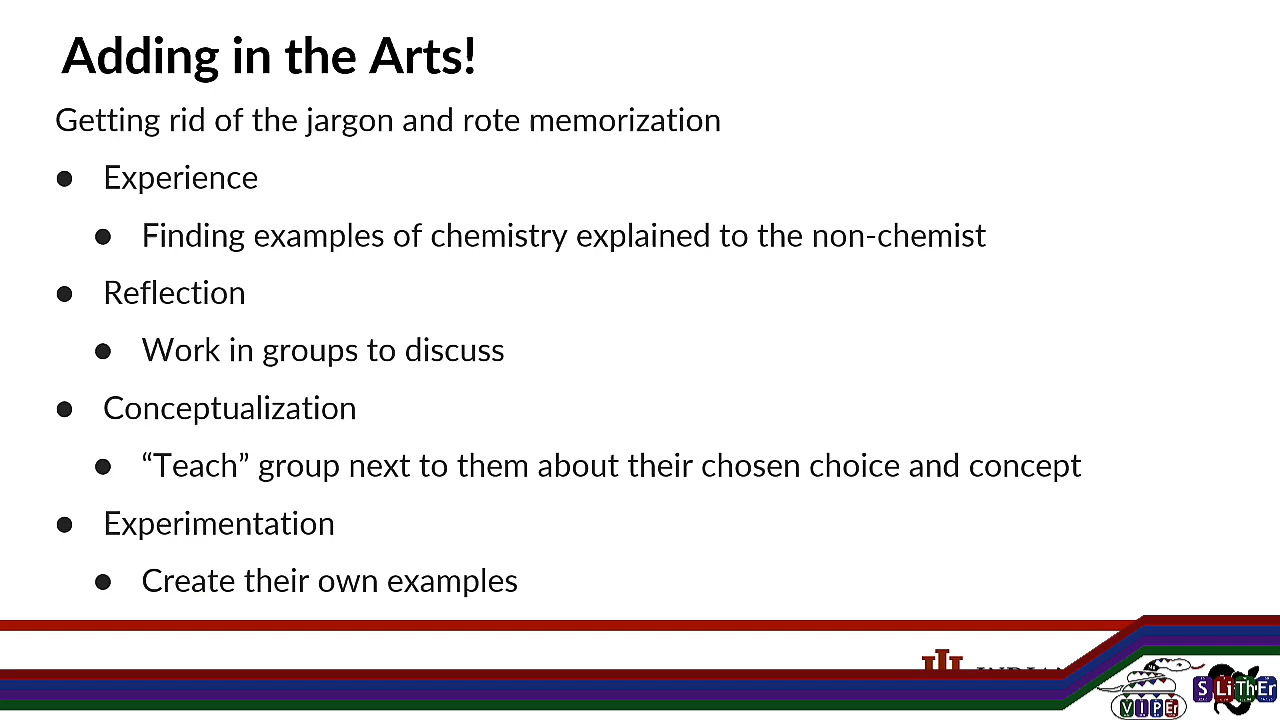 Adding in the Arts!
Getting rid of the jargon and rote memorization
● Experience
● Finding examples of chemistry explained to the non-chemist
● Reflection
● Work in groups to discuss
● Conceptualization
● “Teach” group next to them about their chosen choice and concept
● Experimentation
● Create their own examples
VIPEr
SLiThEr